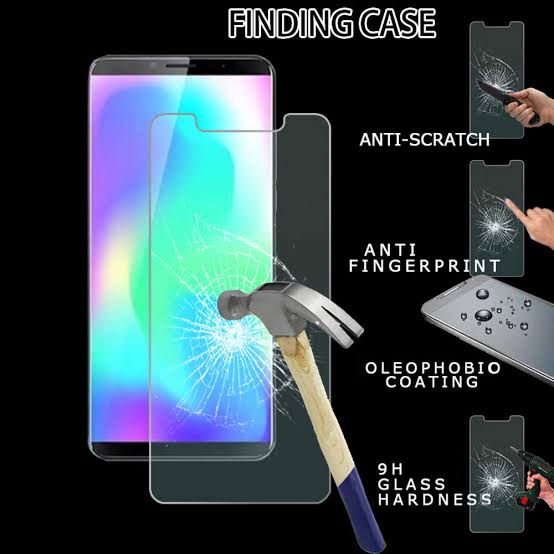 FINDING CASE
ANTI-SCRATCH
ANTI
FINGERPRINT
OLEOPHOBIO
COATING
9H
GLASS
HARDNESS